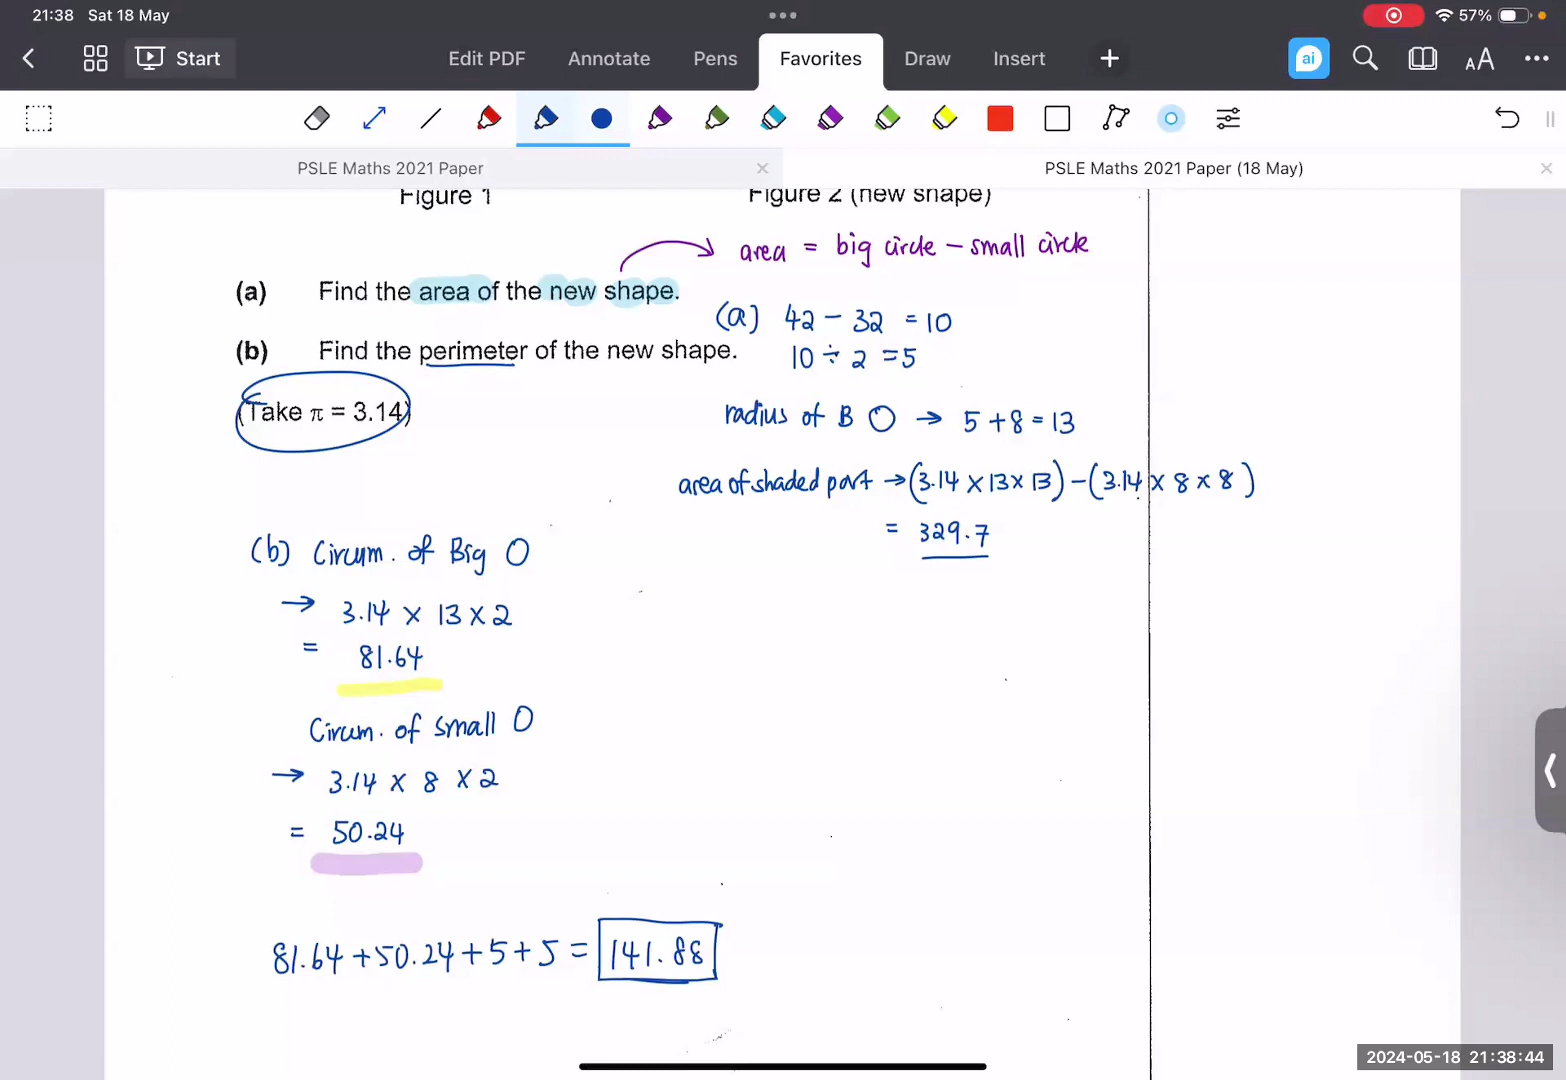 21:38 Sat 18 May
57%
Start
Edit PDF
Annotate
Pens
Favorites
Draw
Insert
ai
AA
PSLE Maths 2021 Paper
PSLE Maths 2021 Paper (18 May)
Figure 1
Figure 2 (new shape)
area = big circle - small circle
(a) Find the area of the new shape.
(a) 42 - 32 = 10
10 ÷ 2 = 5
(b) Find the perimeter of the new shape.
(Take π = 3.14)
radius of B O → 5 + 8 = 13
area of shaded part → (3.14 × 13 × 13) - (3.14 × 8 × 8)
= 329.7
(b) Circum. of Big O
→ 3.14 × 13 × 2
= 81.64
Circum. of small O
→ 3.14 × 8 × 2
= 50.24
81.64 + 50.24 + 5 + 5 = 141.88
2024-05-18 21:38:44